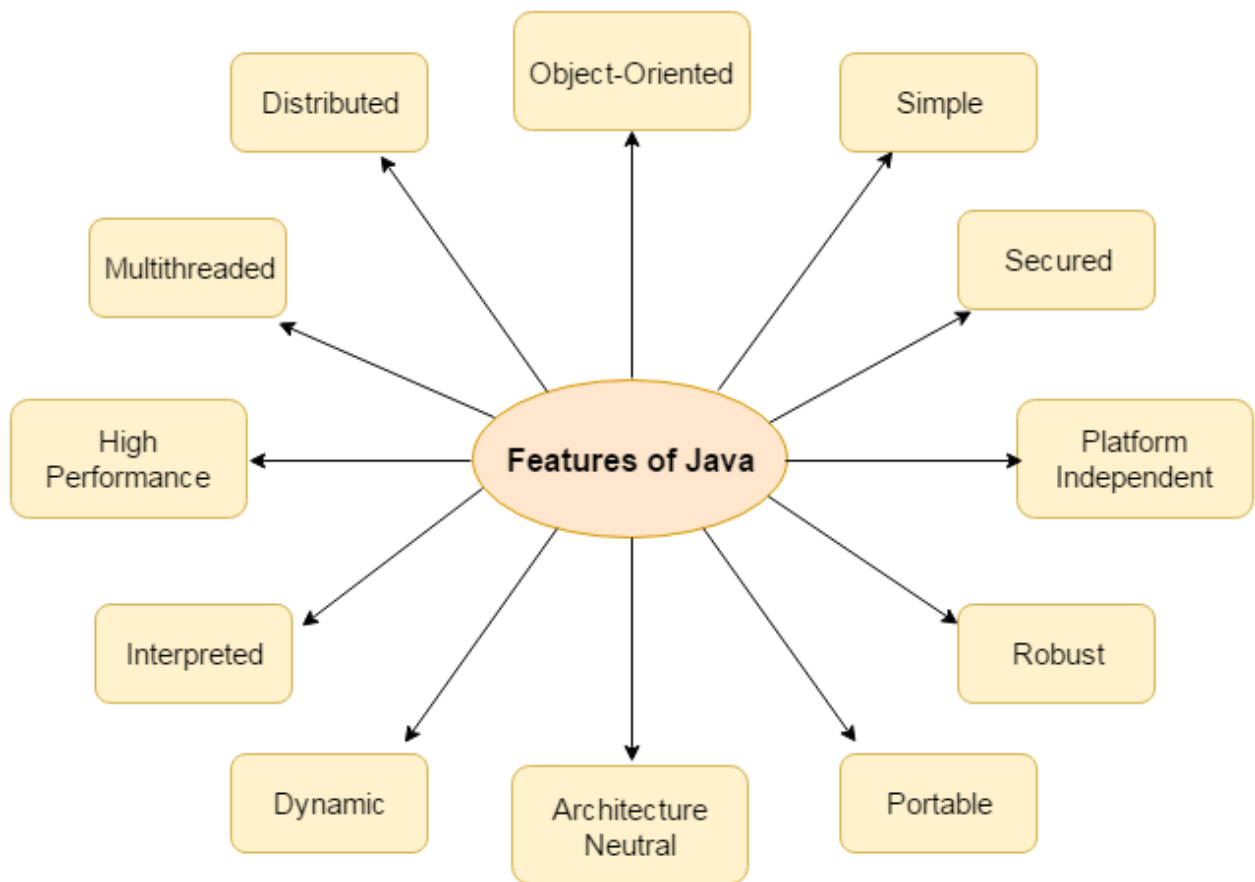 Object-Oriented
Distributed
Simple
Multithreaded
Secured
High
Performance
Features of Java
Platform
Independent
Interpreted
Robust
Dynamic
Architecture
Neutral
Portable